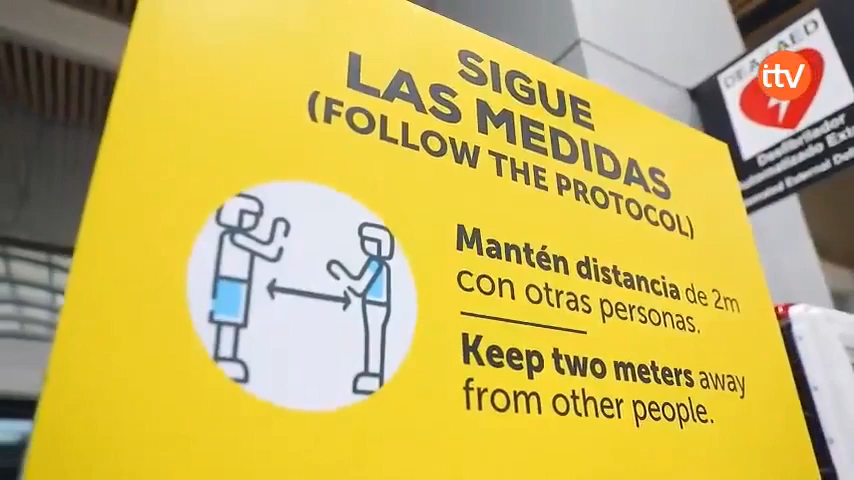 SIGUE
LAS MEDIDAS
(FOLLOW THE PROTOCOL)
Mantén distancia de 2m
con otras personas.
Keep two meters away
from other people.
itv
AED
Desfibrilador
External